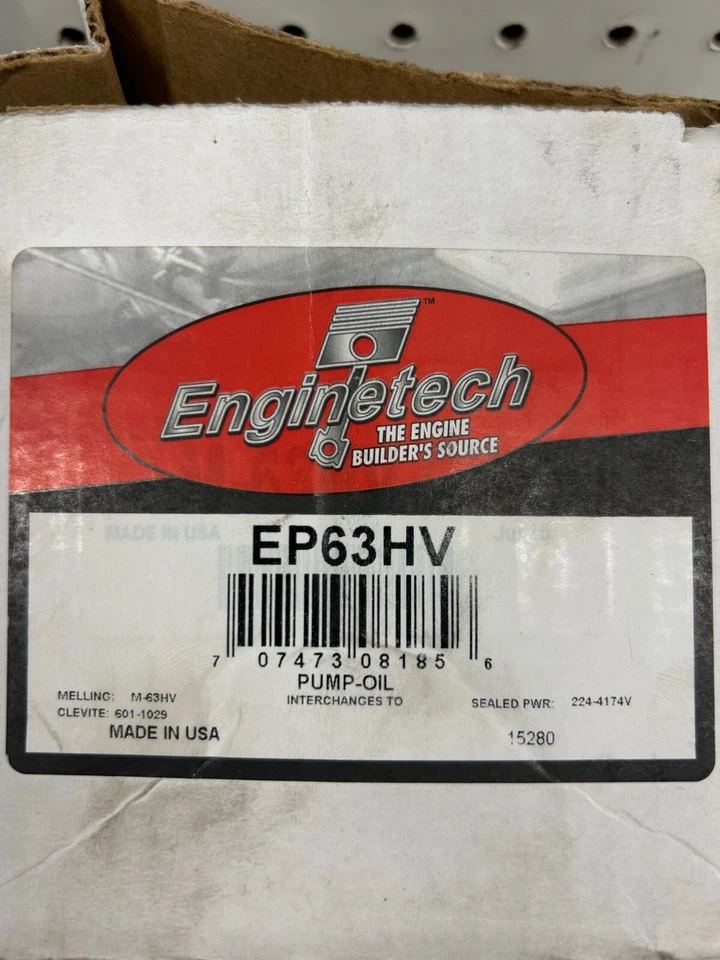 ™
Enginetech
THE ENGINE
BUILDER'S SOURCE
MADE IN USA
EP63HV
7 07473 08185 6
PUMP-OIL
INTERCHANGES TO
MELLING: M-63HV
CLEVITE: 601-1029
SEALED PWR: 224-4174V
MADE IN USA
15280